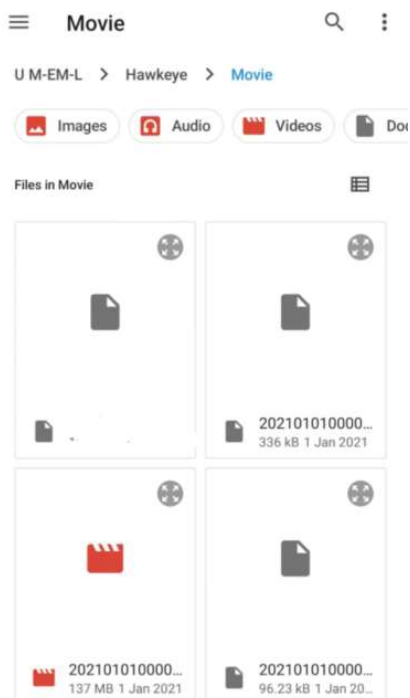 Movie
U M-EM-L > Hawkeye > Movie
Images Audio Videos Doc
Files in Movie
202101010000...
336 kB 1 Jan 2021
202101010000... 202101010000...
137 MB 1 Jan 2021 96.23 kB 1 Jan 20...